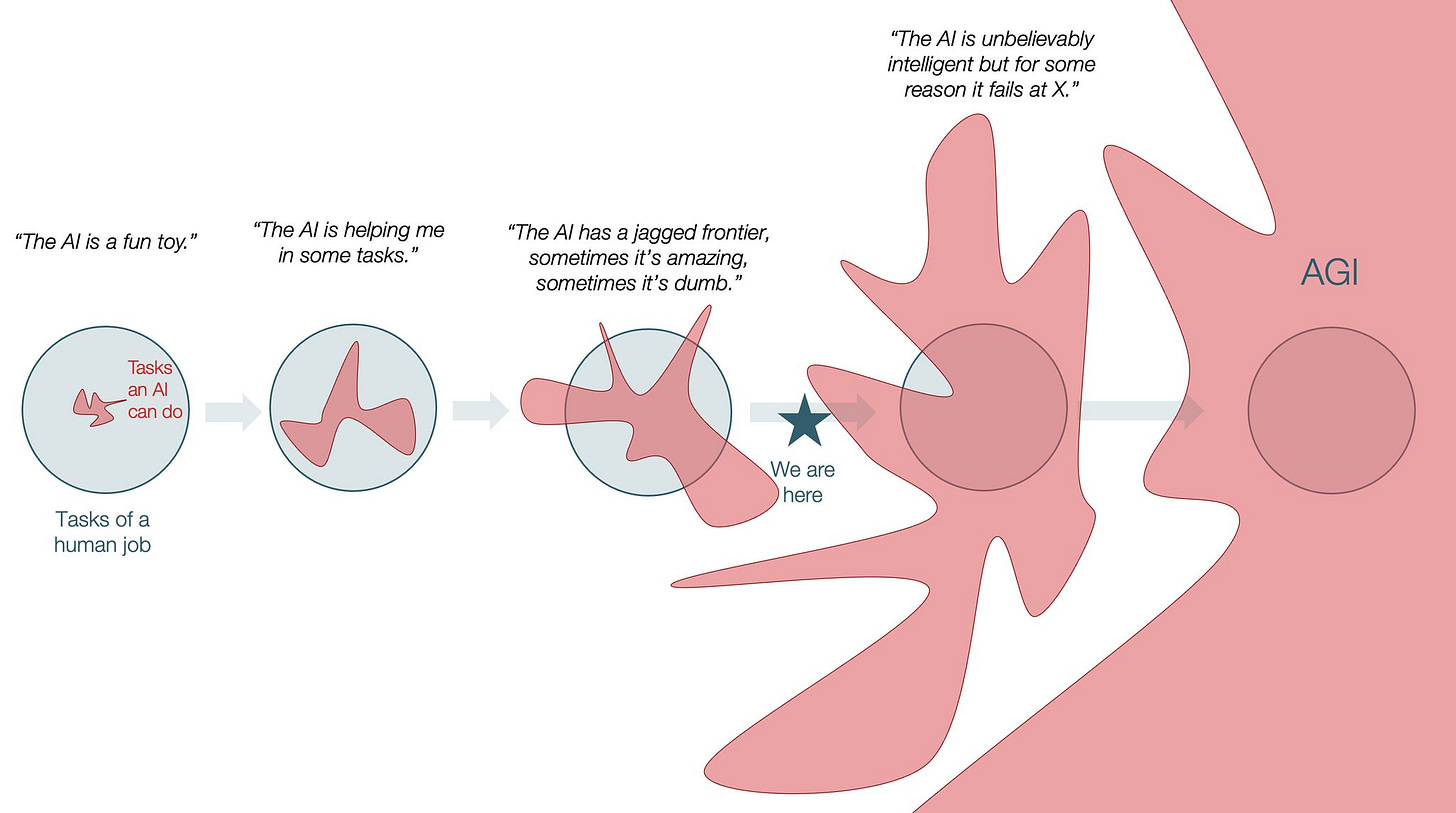 “The AI is a fun toy.”
Tasks
an AI
can do
Tasks of a
human job
“The AI is helping me
in some tasks.”
“The AI has a jagged frontier,
sometimes it’s amazing,
sometimes it’s dumb.”
We are
here
“The AI is unbelievably
intelligent but for some
reason it fails at X.”
AGI